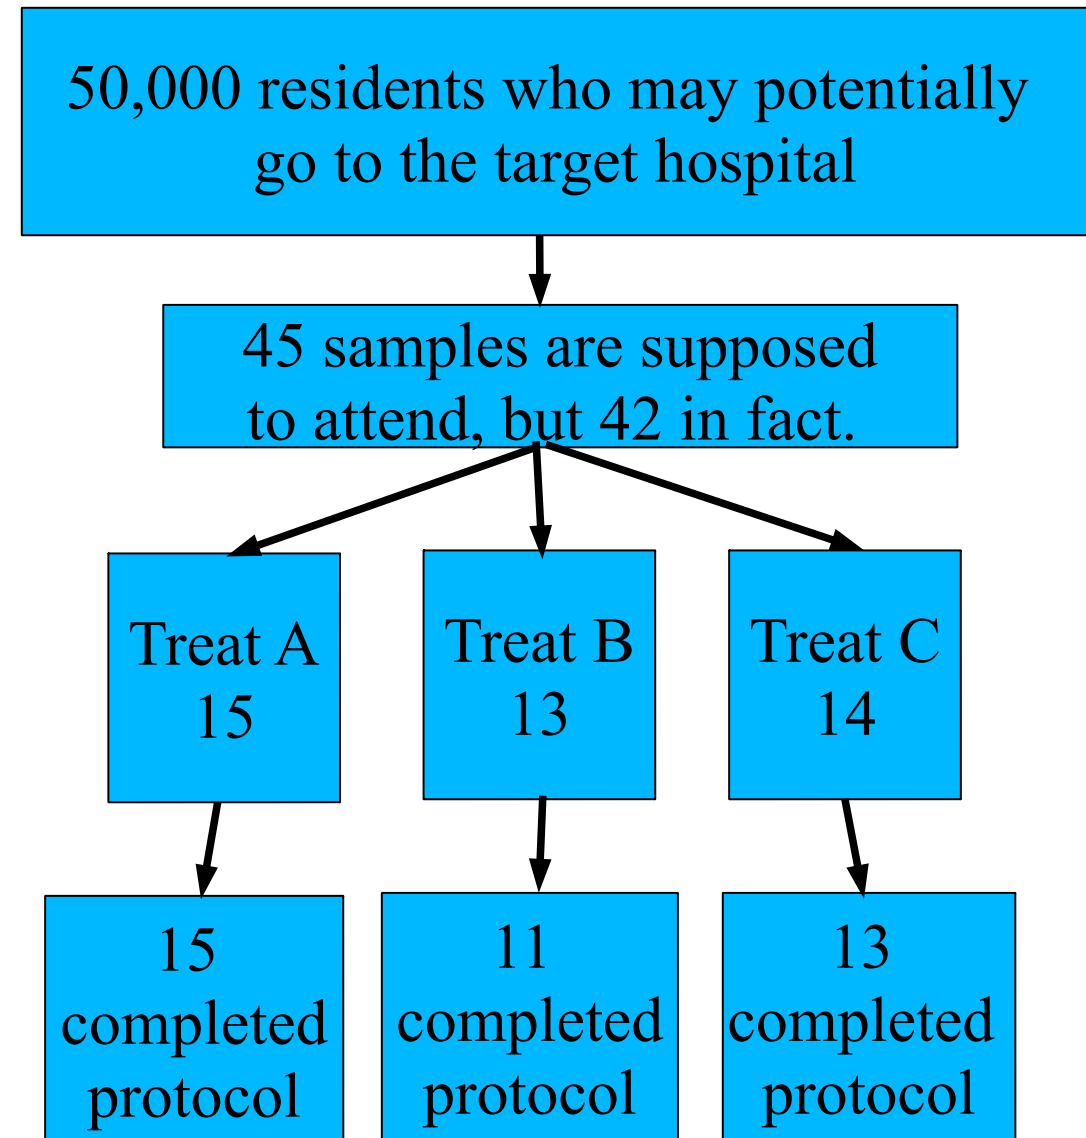 50,000 residents who may potentially
go to the target hospital
45 samples are supposed
to attend, but 42 in fact.
Treat A
15
Treat B
13
Treat C
14
15
completed
protocol
11
completed
protocol
13
completed
protocol